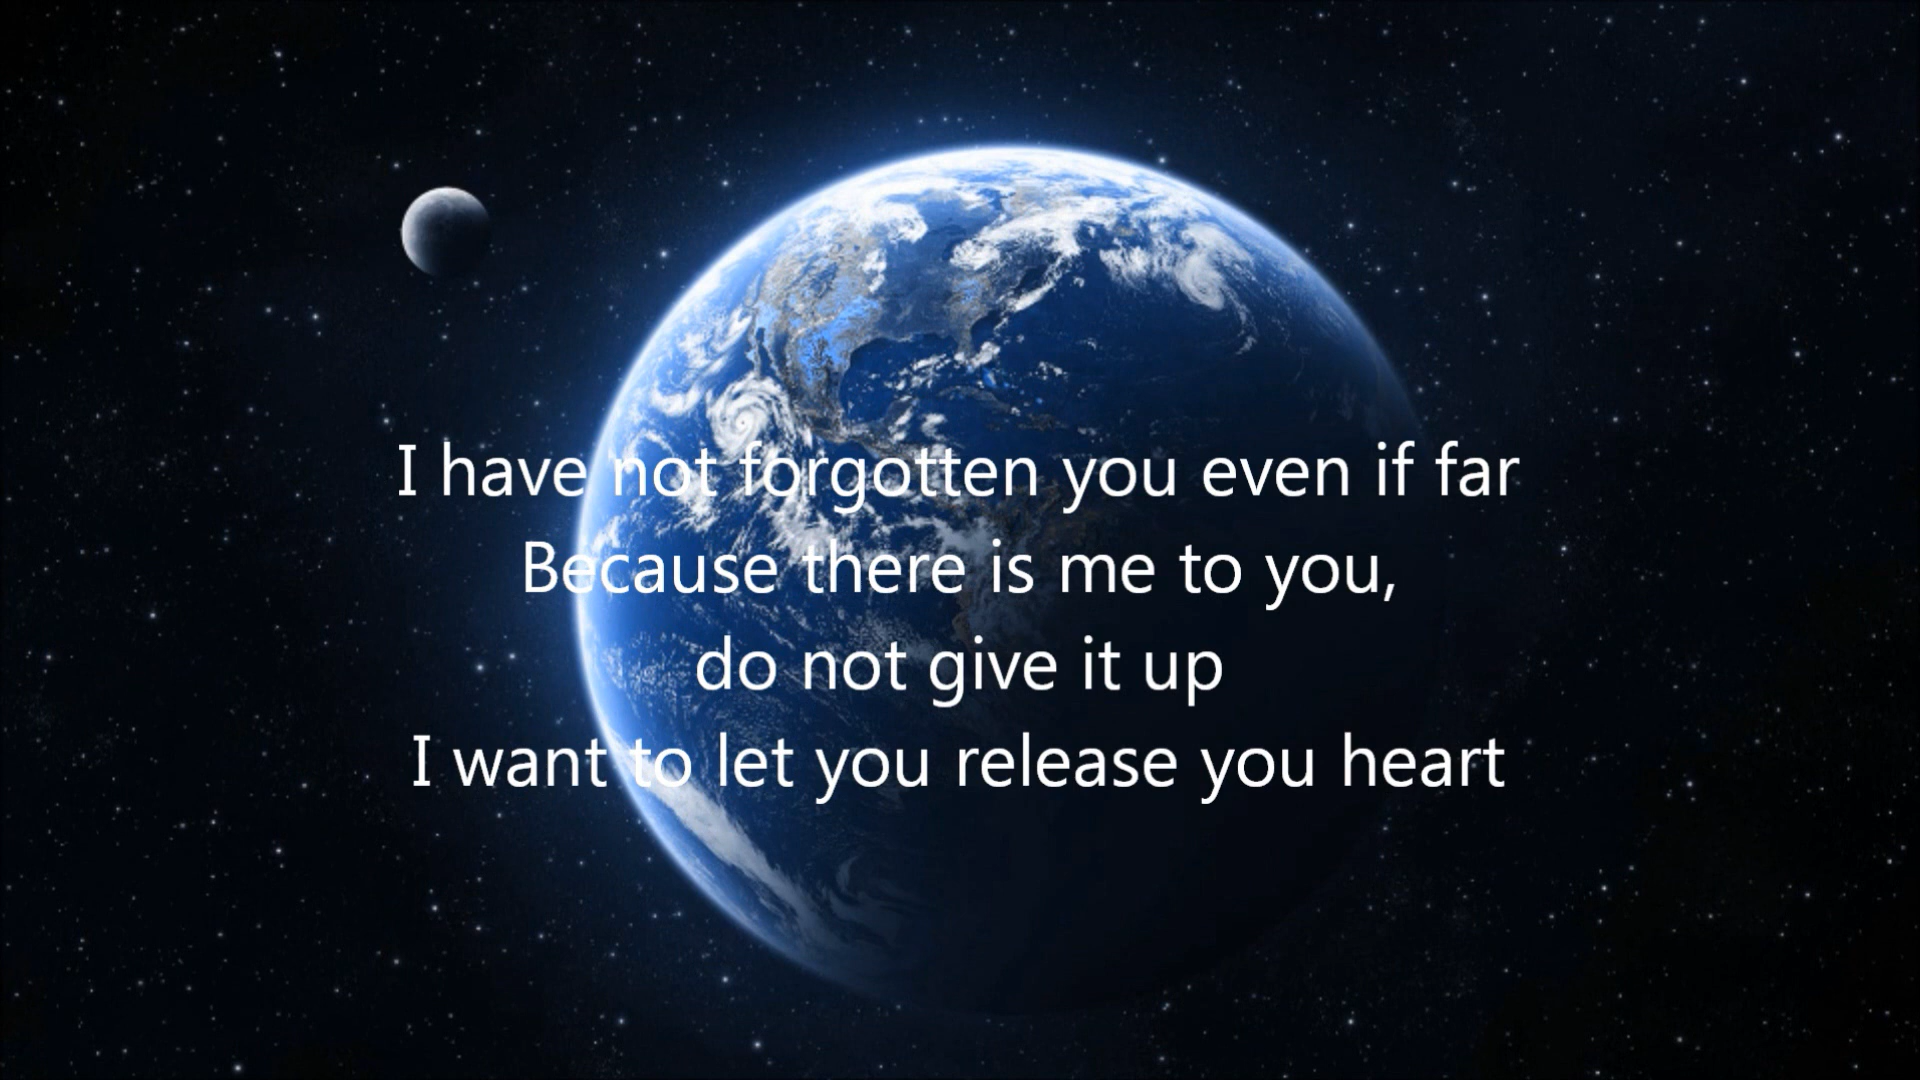 I have not forgotten you even if far
Because there is me to you,
do not give it up
I want to let you release you heart